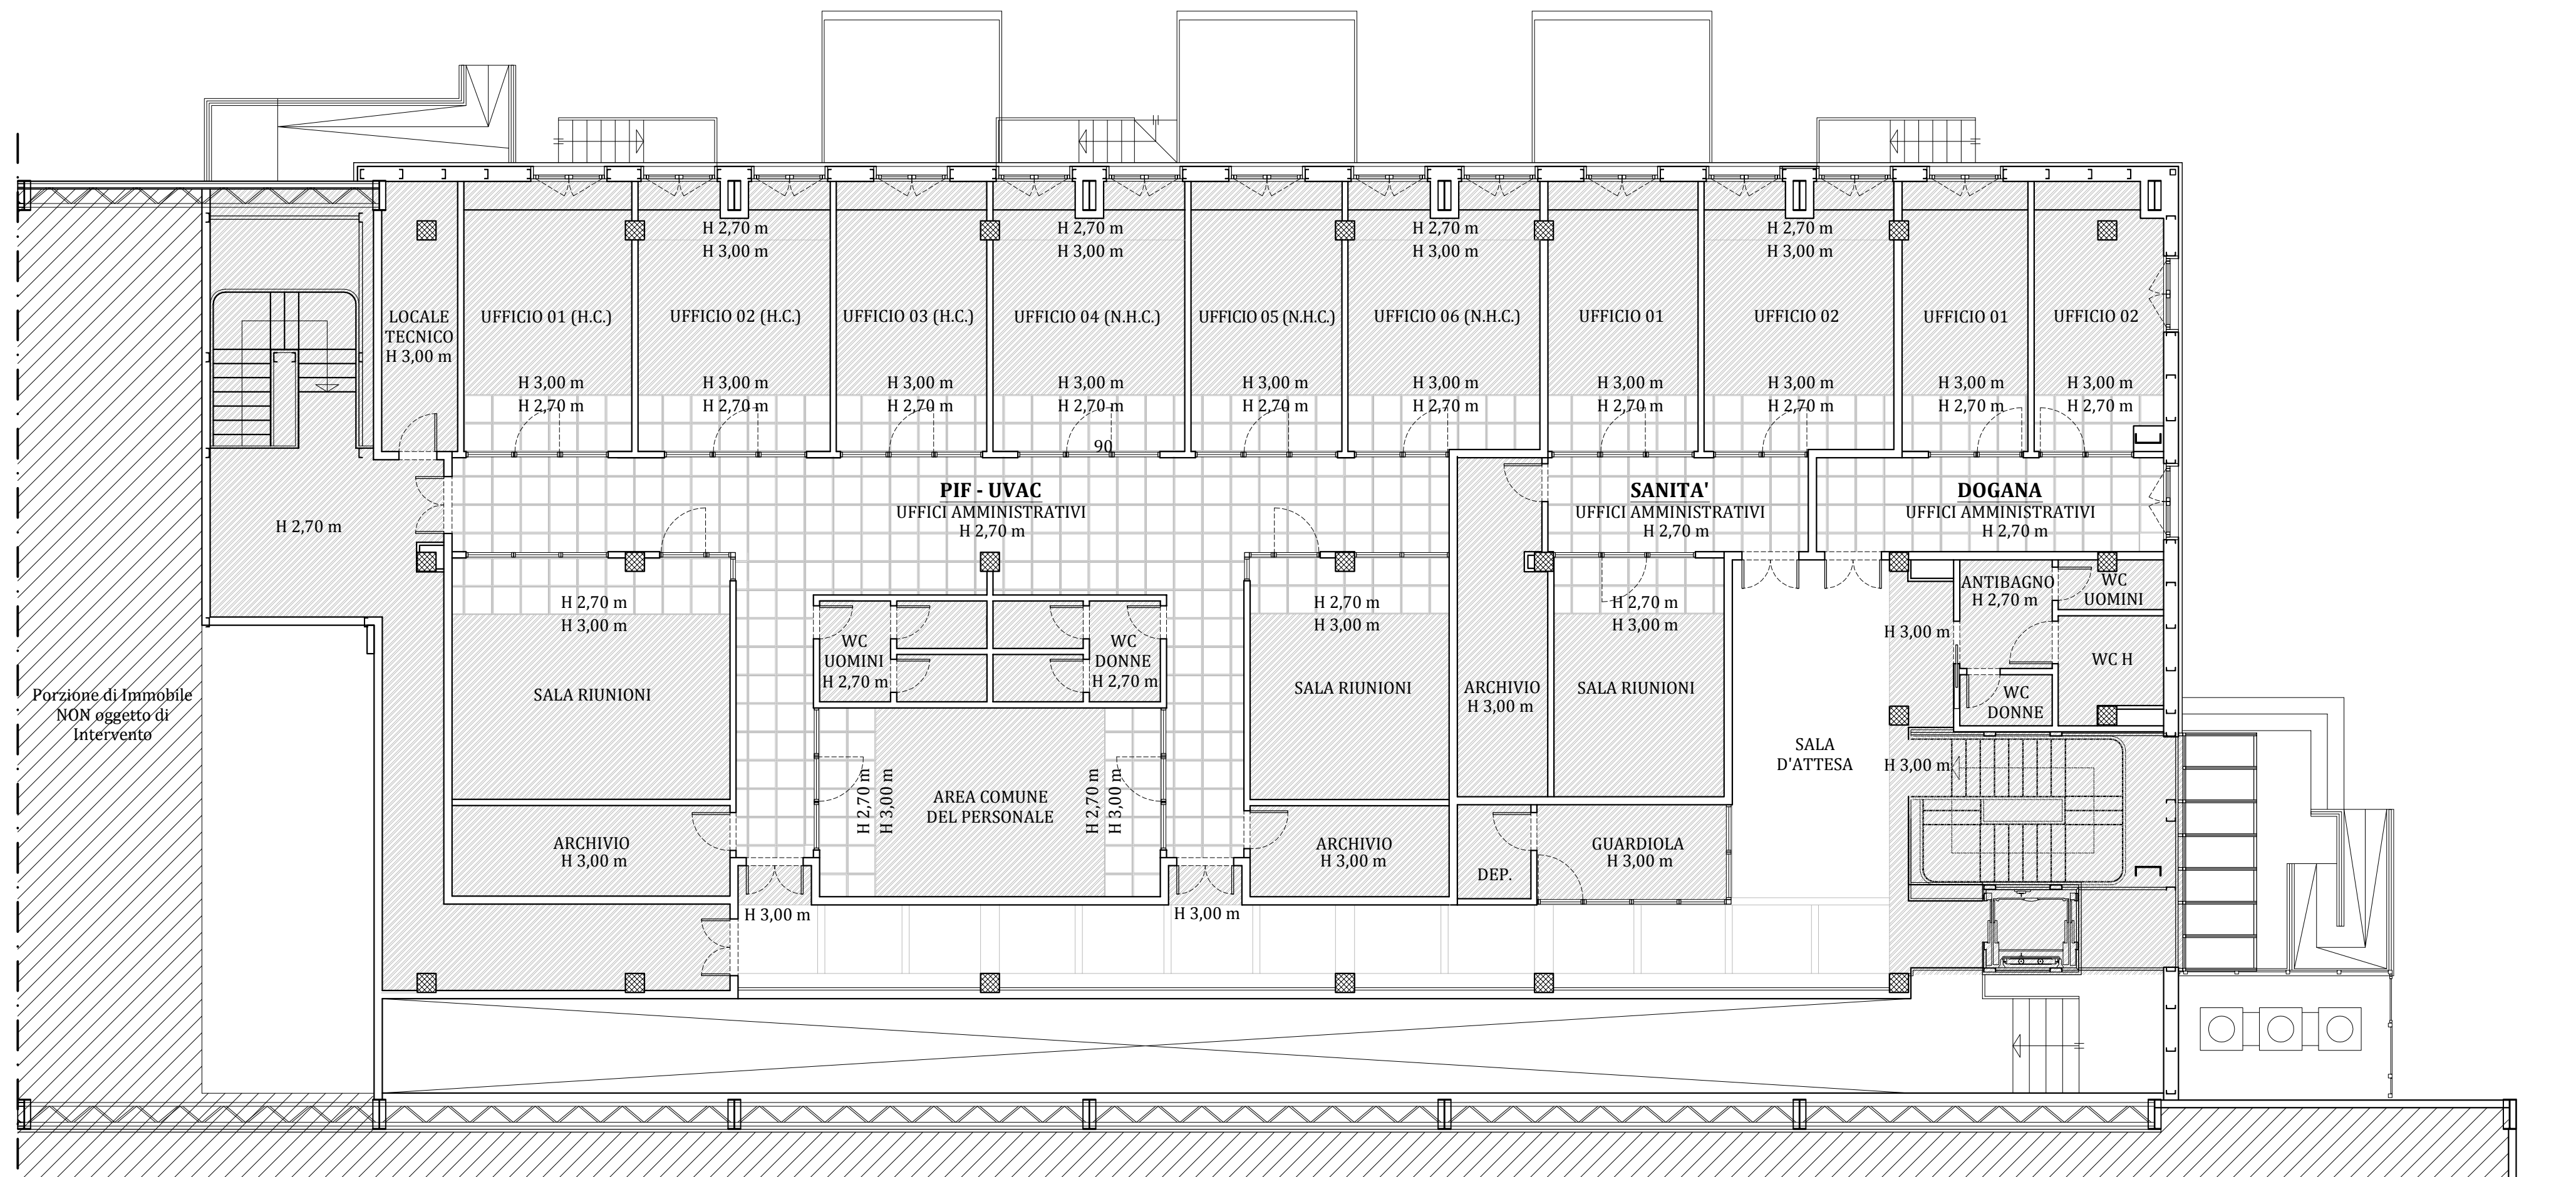 H 2,70 m
H 3,00 m
H 2,70 m
H 3,00 m
H 2,70 m
H 3,00 m
H 2,70 m
H 3,00 m
LOCALE
TECNICO
H 3,00 m
UFFICIO 01 (H.C.)
UFFICIO 02 (H.C.)
UFFICIO 03 (H.C.)
UFFICIO 04 (N.H.C.)
UFFICIO 05 (N.H.C.)
UFFICIO 06 (N.H.C.)
UFFICIO 01
UFFICIO 02
UFFICIO 01
UFFICIO 02
H 3,00 m
H 2,70 m
H 3,00 m
H 2,70 m
H 3,00 m
H 2,70 m
H 3,00 m
H 2,70 m
H 3,00 m
H 2,70 m
H 3,00 m
H 2,70 m
H 3,00 m
H 2,70 m
H 3,00 m
H 2,70 m
H 3,00 m
H 2,70 m
H 3,00 m
H 2,70 m
90
H 2,70 m
PIF - UVAC
UFFICI AMMINISTRATIVI
H 2,70 m
SANITA'
UFFICI AMMINISTRATIVI
H 2,70 m
DOGANA
UFFICI AMMINISTRATIVI
H 2,70 m
H 2,70 m
H 3,00 m
SALA RIUNIONI
WC
UOMINI
H 2,70 m
WC
DONNE
H 2,70 m
H 2,70 m
H 3,00 m
SALA RIUNIONI
ARCHIVIO
H 3,00 m
H 2,70 m
H 3,00 m
SALA RIUNIONI
ANTIBAGNO
H 2,70 m
WC
UOMINI
H 3,00 m
WC H
WC
DONNE
Porzione di Immobile
NON oggetto di
Intervento
SALA
D'ATTESA
H 3,00 m
H 2,70 m
H 3,00 m
AREA COMUNE
DEL PERSONALE
H 2,70 m
H 3,00 m
ARCHIVIO
H 3,00 m
ARCHIVIO
H 3,00 m
DEP.
GUARDIOLA
H 3,00 m
H 3,00 m
H 3,00 m